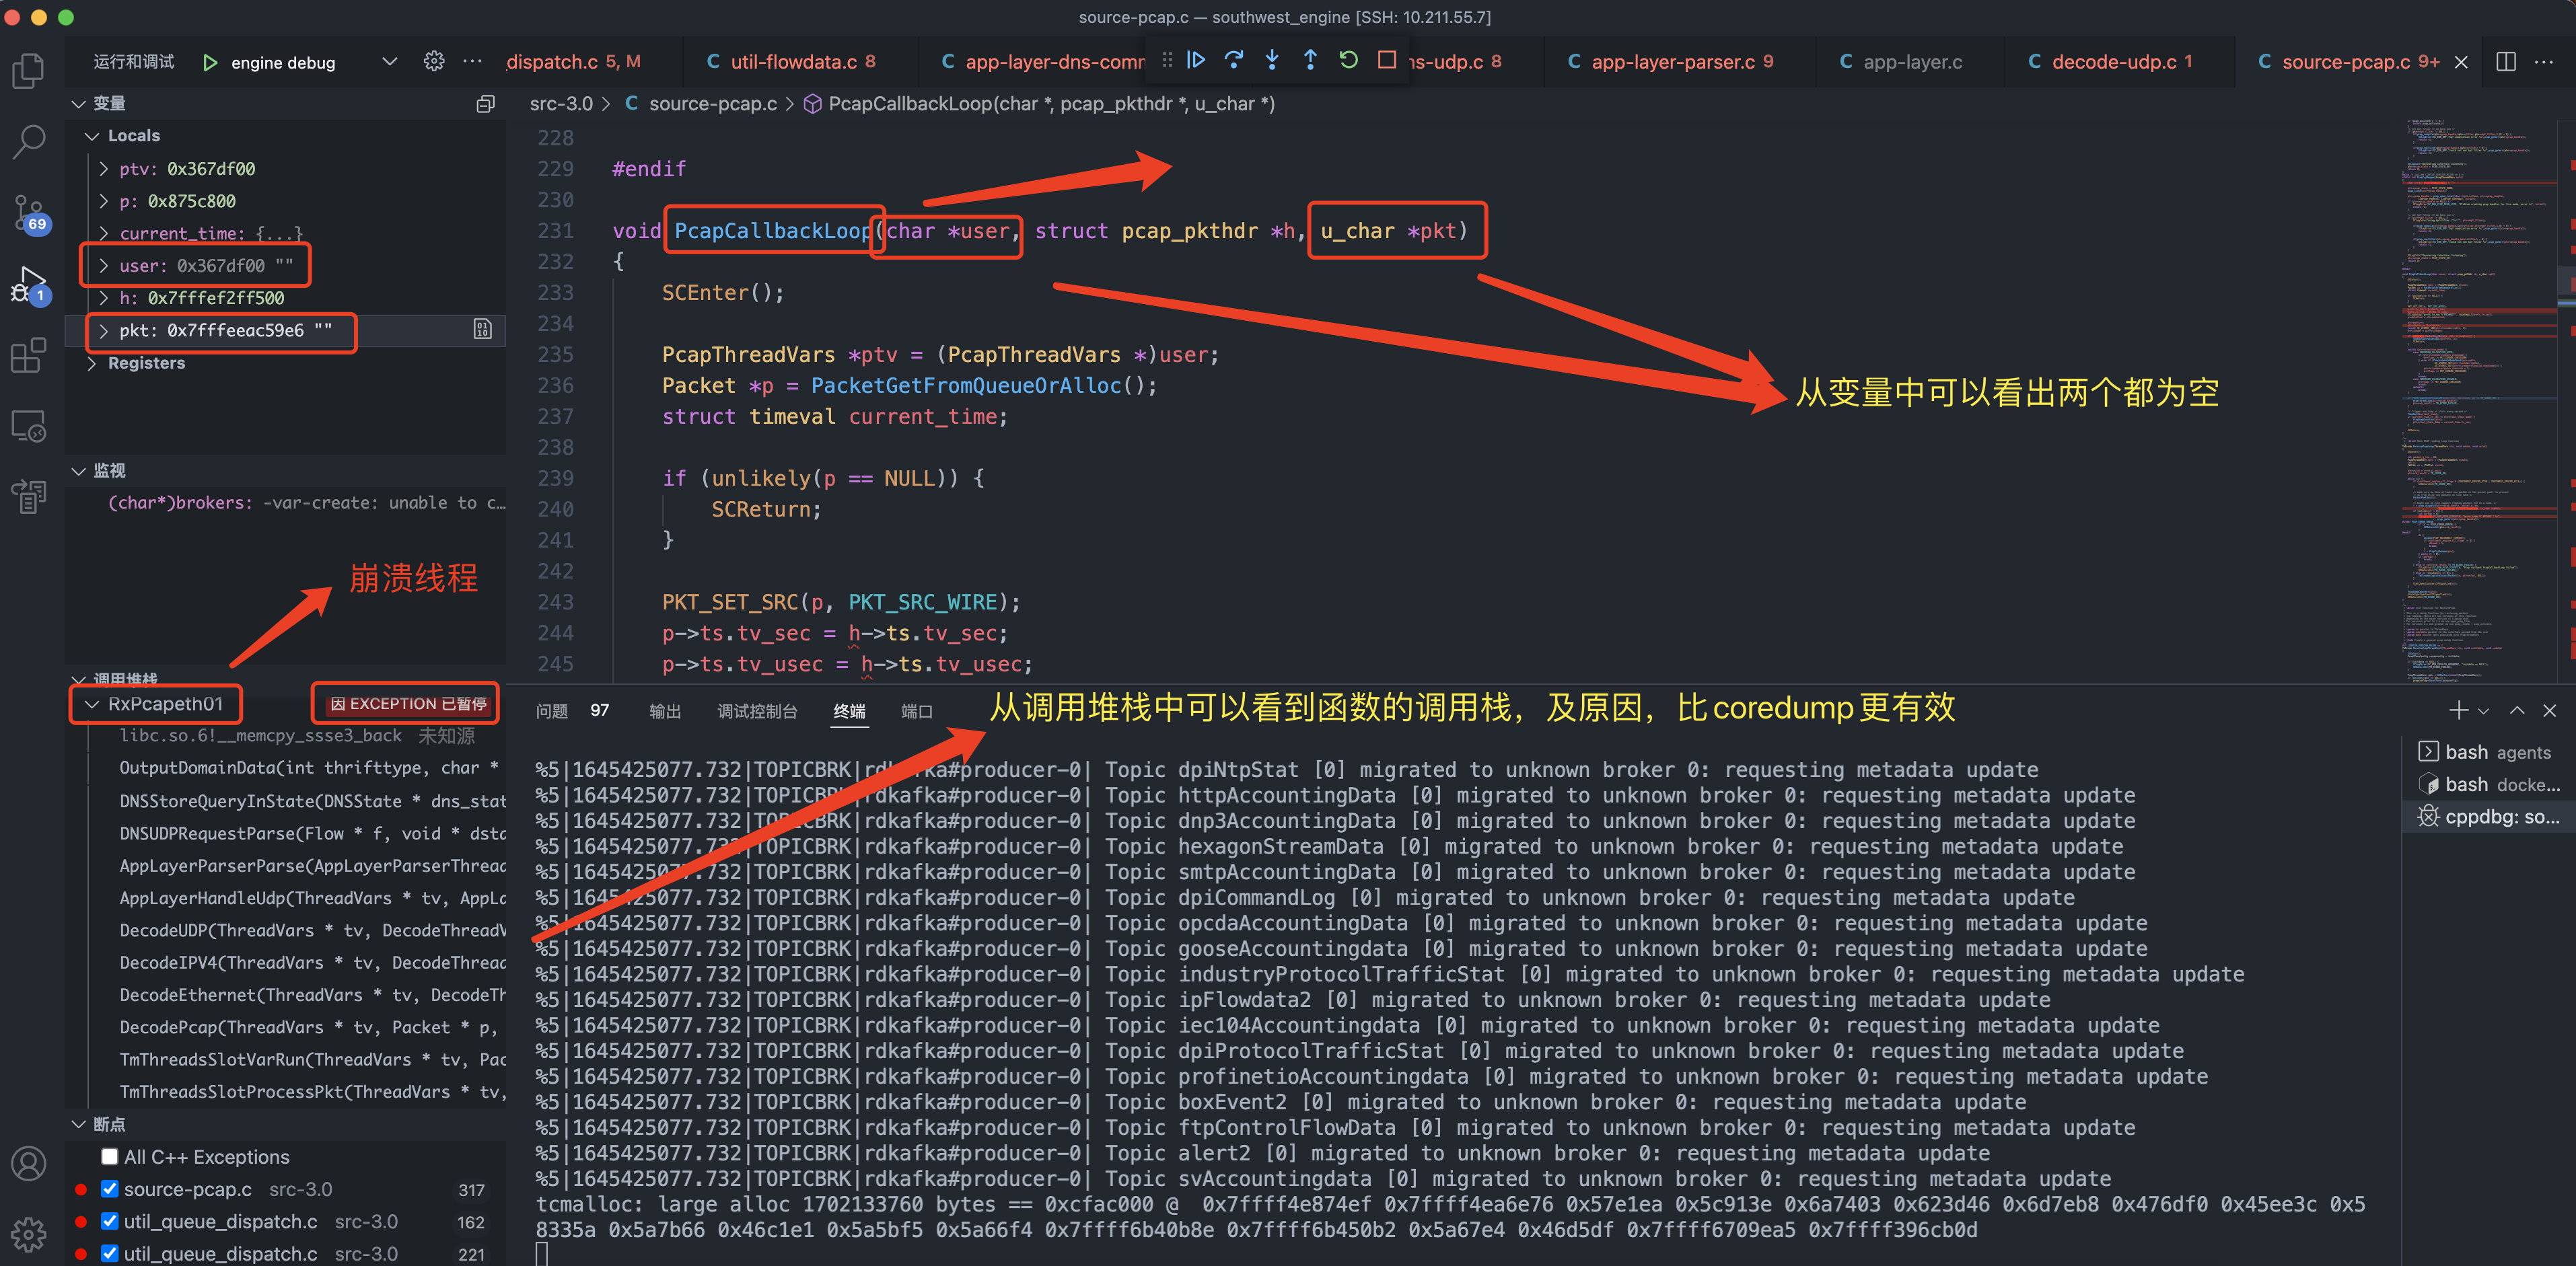 source-pcap.c — southwest_engine [SSH: 10.211.55.7]
运行和调试 engine debug
dispatch.c 5, M
util-flowdata.c 8
app-layer-dns-comm
ns-udp.c 8
app-layer-parser.c 9
app-layer.c
decode-udp.c 1
source-pcap.c 9+
src-3.0 > C source-pcap.c > PcapCallbackLoop(char *, pcap_pkthdr *, u_char *)
69
1
变量
Locals
ptv: 0x367df00
p: 0x875c800
current_time: {...}
user: 0x367df00 ""
h: 0x7fffef2ff500
pkt: 0x7fffeeac59e6 ""
Registers
监视
(char*)brokers: -var-create: unable to c…
崩溃线程
调用堆栈
RxPcapeth01 因 EXCEPTION 已暂停
libc.so.6!__memcpy_ssse3_back 未知源
OutputDomainData(int thrifttype, char *
DNSStoreQueryInState(DNSState * dns_stat
DNSUDPRequestParse(Flow * f, void * dsta
AppLayerParserParse(AppLayerParserThread
AppLayerHandleUdp(ThreadVars * tv, AppLa
DecodeUDP(ThreadVars * tv, DecodeThreadV
DecodeIPV4(ThreadVars * tv, DecodeThread
DecodeEthernet(ThreadVars * tv, DecodeTh
DecodePcap(ThreadVars * tv, Packet * p,
TmThreadsSlotVarRun(ThreadVars * tv, Pac
TmThreadsSlotProcessPkt(ThreadVars * tv,
断点
All C++ Exceptions
source-pcap.c src-3.0 317
util_queue_dispatch.c src-3.0 162
util_queue_dispatch.c src-3.0 221
228
229 #endif
230
231 void PcapCallbackLoop(char *user, struct pcap_pkthdr *h, u_char *pkt)
232 {
233 SCEnter();
234
235 PcapThreadVars *ptv = (PcapThreadVars *)user;
236 Packet *p = PacketGetFromQueueOrAlloc();
237 struct timeval current_time;
238
239 if (unlikely(p == NULL)) {
240 SCReturn;
241 }
242
243 PKT_SET_SRC(p, PKT_SRC_WIRE);
244 p->ts.tv_sec = h->ts.tv_sec;
245 p->ts.tv_usec = h->ts.tv_usec;
从变量中可以看出两个都为空
问题 97 输出 调试控制台 终端 端口
从调用堆栈中可以看到函数的调用栈，及原因，比 coredump 更有效
%5|1645425077.732|TOPICBRK|rdkafka#producer-0| Topic dpiNtpStat [0] migrated to unknown broker 0: requesting metadata update
%5|1645425077.732|TOPICBRK|rdkafka#producer-0| Topic httpAccountingData [0] migrated to unknown broker 0: requesting metadata update
%5|1645425077.732|TOPICBRK|rdkafka#producer-0| Topic dnp3AccountingData [0] migrated to unknown broker 0: requesting metadata update
%5|1645425077.732|TOPICBRK|rdkafka#producer-0| Topic hexagonStreamData [0] migrated to unknown broker 0: requesting metadata update
%5|1645425077.732|TOPICBRK|rdkafka#producer-0| Topic smtpAccountingData [0] migrated to unknown broker 0: requesting metadata update
%5|1645425077.732|TOPICBRK|rdkafka#producer-0| Topic dpiCommandLog [0] migrated to unknown broker 0: requesting metadata update
%5|1645425077.732|TOPICBRK|rdkafka#producer-0| Topic opcdaAccountingData [0] migrated to unknown broker 0: requesting metadata update
%5|1645425077.732|TOPICBRK|rdkafka#producer-0| Topic gooseAccountingdata [0] migrated to unknown broker 0: requesting metadata update
%5|1645425077.732|TOPICBRK|rdkafka#producer-0| Topic industryProtocolTrafficStat [0] migrated to unknown broker 0: requesting metadata update
%5|1645425077.732|TOPICBRK|rdkafka#producer-0| Topic ipFlowdata2 [0] migrated to unknown broker 0: requesting metadata update
%5|1645425077.732|TOPICBRK|rdkafka#producer-0| Topic iec104Accountingdata [0] migrated to unknown broker 0: requesting metadata update
%5|1645425077.732|TOPICBRK|rdkafka#producer-0| Topic dpiProtocolTrafficStat [0] migrated to unknown broker 0: requesting metadata update
%5|1645425077.732|TOPICBRK|rdkafka#producer-0| Topic profinetioAccountingdata [0] migrated to unknown broker 0: requesting metadata update
%5|1645425077.732|TOPICBRK|rdkafka#producer-0| Topic boxEvent2 [0] migrated to unknown broker 0: requesting metadata update
%5|1645425077.732|TOPICBRK|rdkafka#producer-0| Topic ftpControlFlowData [0] migrated to unknown broker 0: requesting metadata update
%5|1645425077.732|TOPICBRK|rdkafka#producer-0| Topic alert2 [0] migrated to unknown broker 0: requesting metadata update
%5|1645425077.732|TOPICBRK|rdkafka#producer-0| Topic svAccountingdata [0] migrated to unknown broker 0: requesting metadata update
tcmalloc: large alloc 1702133760 bytes == 0xcfac000 @ 0x7ffff4e874ef 0x7ffff4ea6e76 0x57e1ea 0x5c913e 0x6a7403 0x623d46 0x6d7eb8 0x476df0 0x45ee3c 0x5
8335a 0x5a7b66 0x46c1e1 0x5a5bf5 0x5a66f4 0x7ffff6b40b8e 0x7ffff6b450b2 0x5a67e4 0x46d5df 0x7ffff6709ea5 0x7ffff396cb0d
bash agents
bash docke...
cppdbg: so...